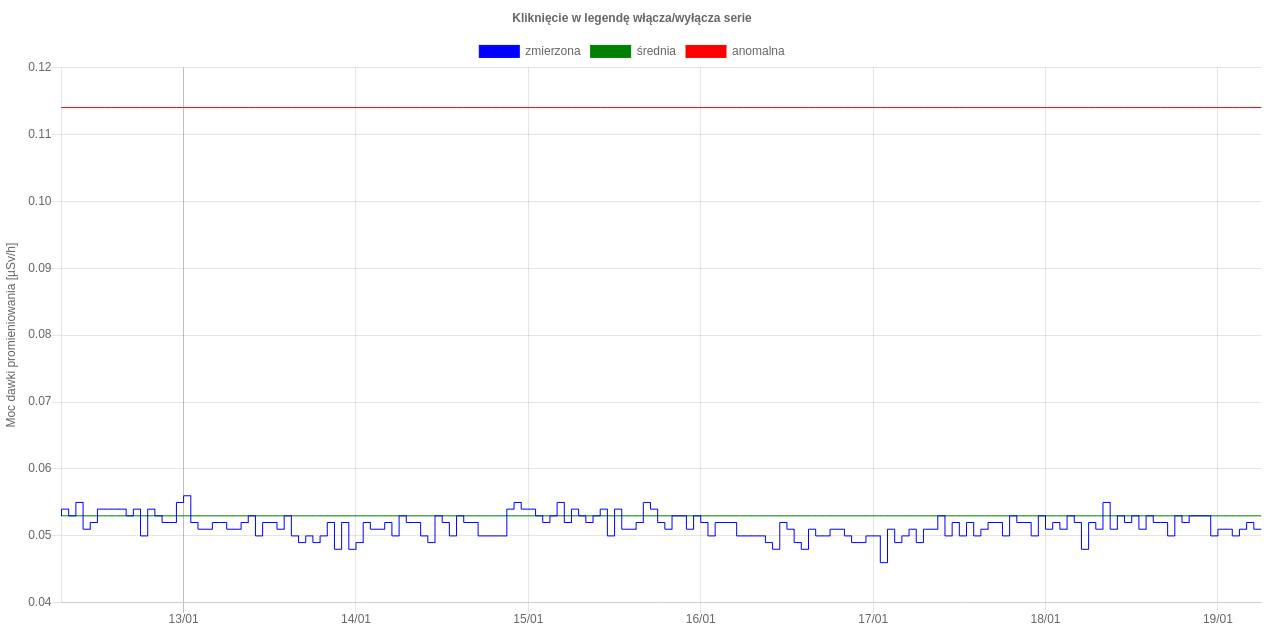 Kliknięcie w legendę włącza/wyłącza serie
zmierzona średnia anomalna
Moc dawki promieniowania [µSv/h]
0.12
0.11
0.10
0.09
0.08
0.07
0.06
0.05
0.04
13/01 14/01 15/01 16/01 17/01 18/01 19/01